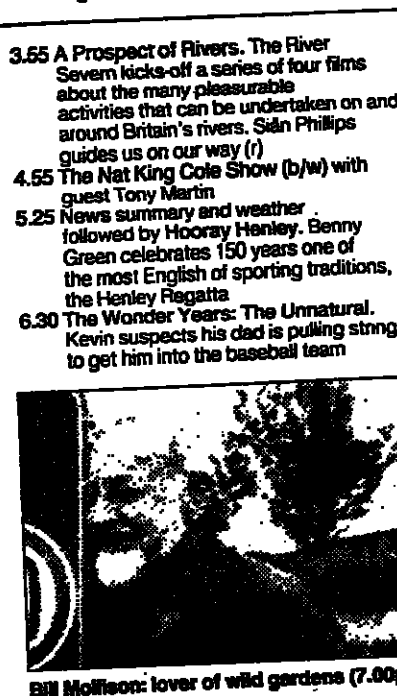 3.55 A Prospect of Rivers. The River
Severn kicks-off a series of four films
about the many pleasurable
activities that can be undertaken on and
around Britain's rivers. Siân Phillips
guides us on our way (r)
4.55 The Nat King Cole Show (b/w) with
guest Tony Martin
5.25 News summary and weather
followed by Hooray Henley. Benny
Green celebrates 150 years one of
the most English of sporting traditions,
the Henley Regatta
6.30 The Wonder Years: The Unnatural.
Kevin suspects his dad is pulling string
to get him into the baseball team
Bill Mollison: lover of wild gardens (7.00